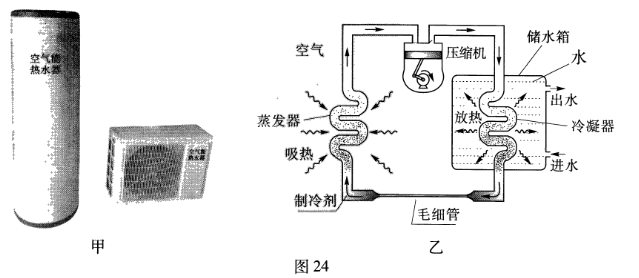 空气能
热水器
空气能
热水器
甲
空气
压缩机
储水箱
水
蒸发器
放热
出水
冷凝器
吸热
进水
制冷剂
毛细管
乙
图 24